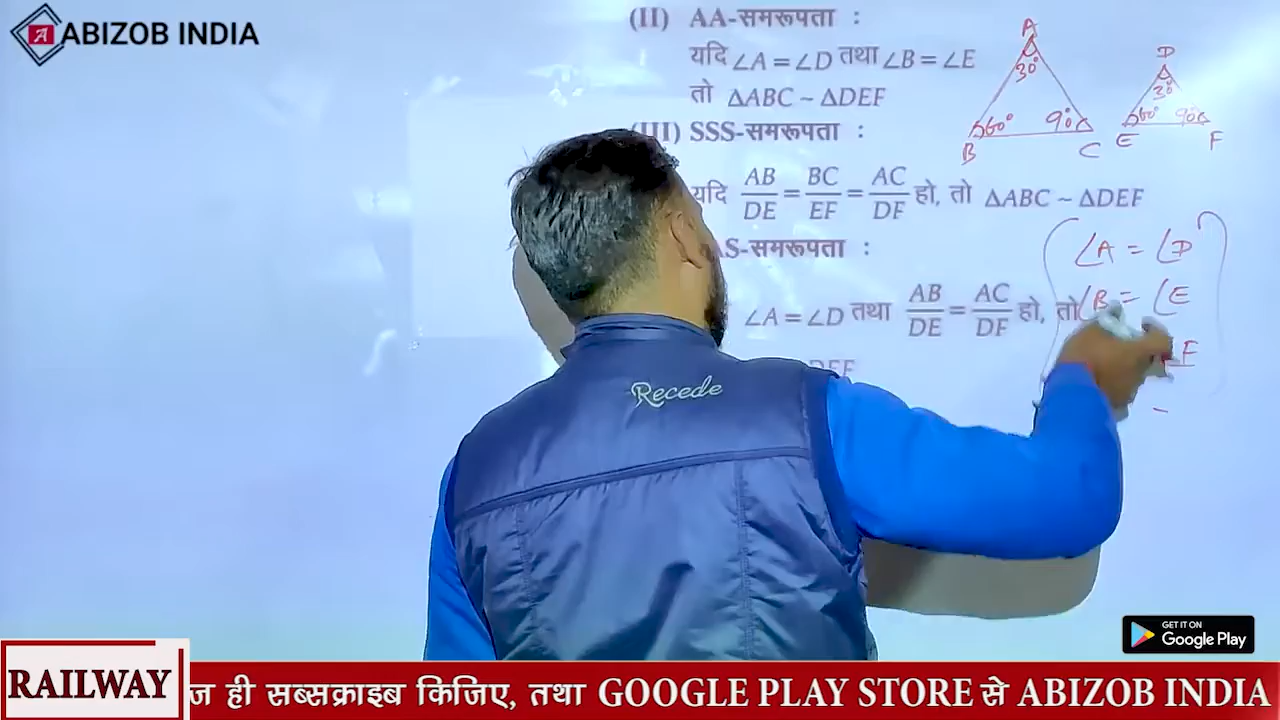 ABIZOB INDIA
(II) AA-समरूपता :
यदि ∠A = ∠D तथा ∠B = ∠E
तो ΔABC ~ ΔDEF
(III) SSS-समरूपता :
यदि AB/DE = BC/EF = AC/DF हो, तो ΔABC ~ ΔDEF
AS-समरूपता :
∠A = ∠D तथा AB/DE = AC/DF हो, तो
DEF
A
30°
60° 90°
B C
D
30°
60° 90°
E F
∠A = ∠D
∠B = ∠E
F
Recede
GET IT ON
Google Play
RAILWAY
ज ही सब्सक्राइब किजिए, तथा GOOGLE PLAY STORE से ABIZOB INDIA